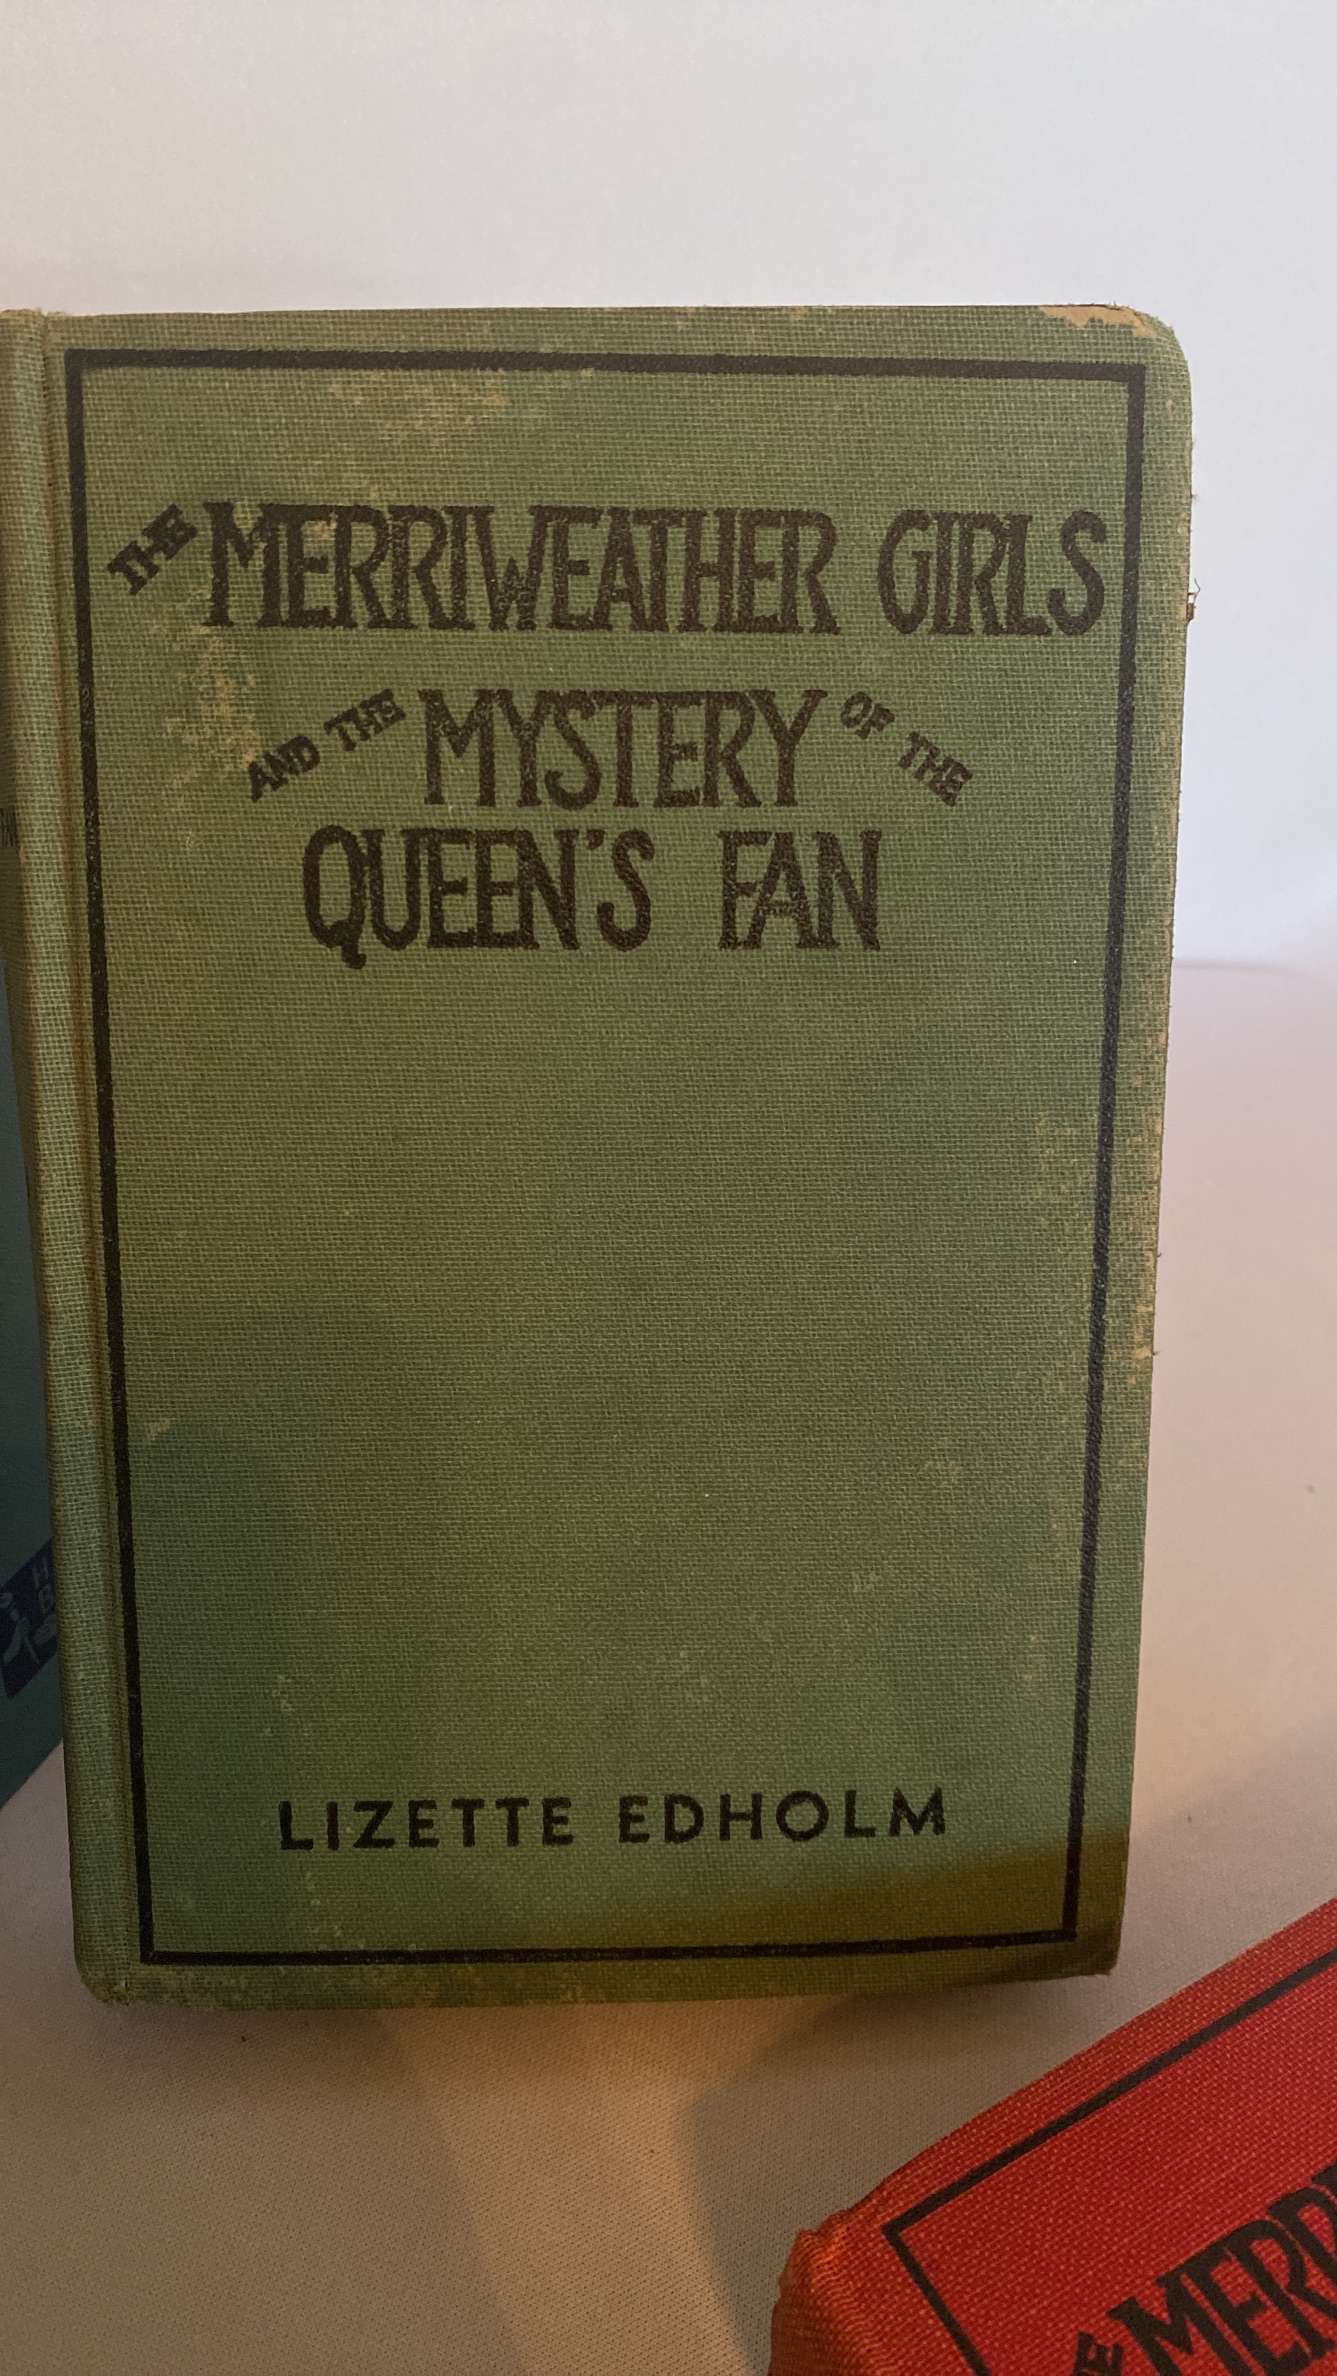 THE MERRIWEATHER GIRLS
AND THE MYSTERY OF THE
QUEEN'S FAN
LIZETTE EDHOLM